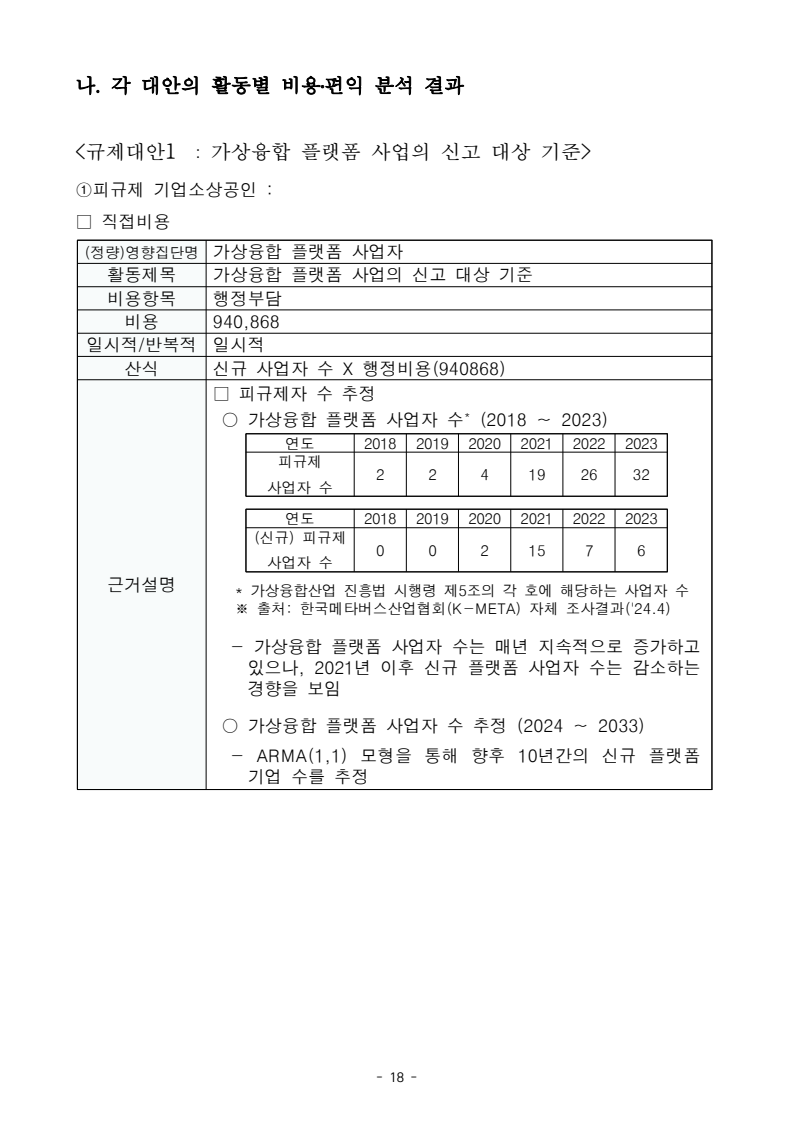 나. 각 대안의 활동별 비용·편익 분석 결과
<규제대안1 : 가상융합 플랫폼 사업의 신고 대상 기준>
①피규제 기업소상공인 :
□ 직접비용
(정량)영향집단명 가상융합 플랫폼 사업자
활동제목 가상융합 플랫폼 사업의 신고 대상 기준
비용항목 행정부담
비용 940,868
일시적/반복적 일시적
산식 신규 사업자 수 X 행정비용(940868)
근거설명
□ 피규제자 수 추정
○ 가상융합 플랫폼 사업자 수* (2018 ~ 2023)
연도 2018 2019 2020 2021 2022 2023
피규제
사업자 수 2 2 4 19 26 32
연도 2018 2019 2020 2021 2022 2023
(신규) 피규제
사업자 수 0 0 2 15 7 6
* 가상융합산업 진흥법 시행령 제5조의 각 호에 해당하는 사업자 수
※ 출처: 한국메타버스산업협회(K-META) 자체 조사결과('24.4)
- 가상융합 플랫폼 사업자 수는 매년 지속적으로 증가하고
있으나, 2021년 이후 신규 플랫폼 사업자 수는 감소하는
경향을 보임
○ 가상융합 플랫폼 사업자 수 추정 (2024 ~ 2033)
- ARMA(1,1) 모형을 통해 향후 10년간의 신규 플랫폼
기업 수를 추정
- 18 -